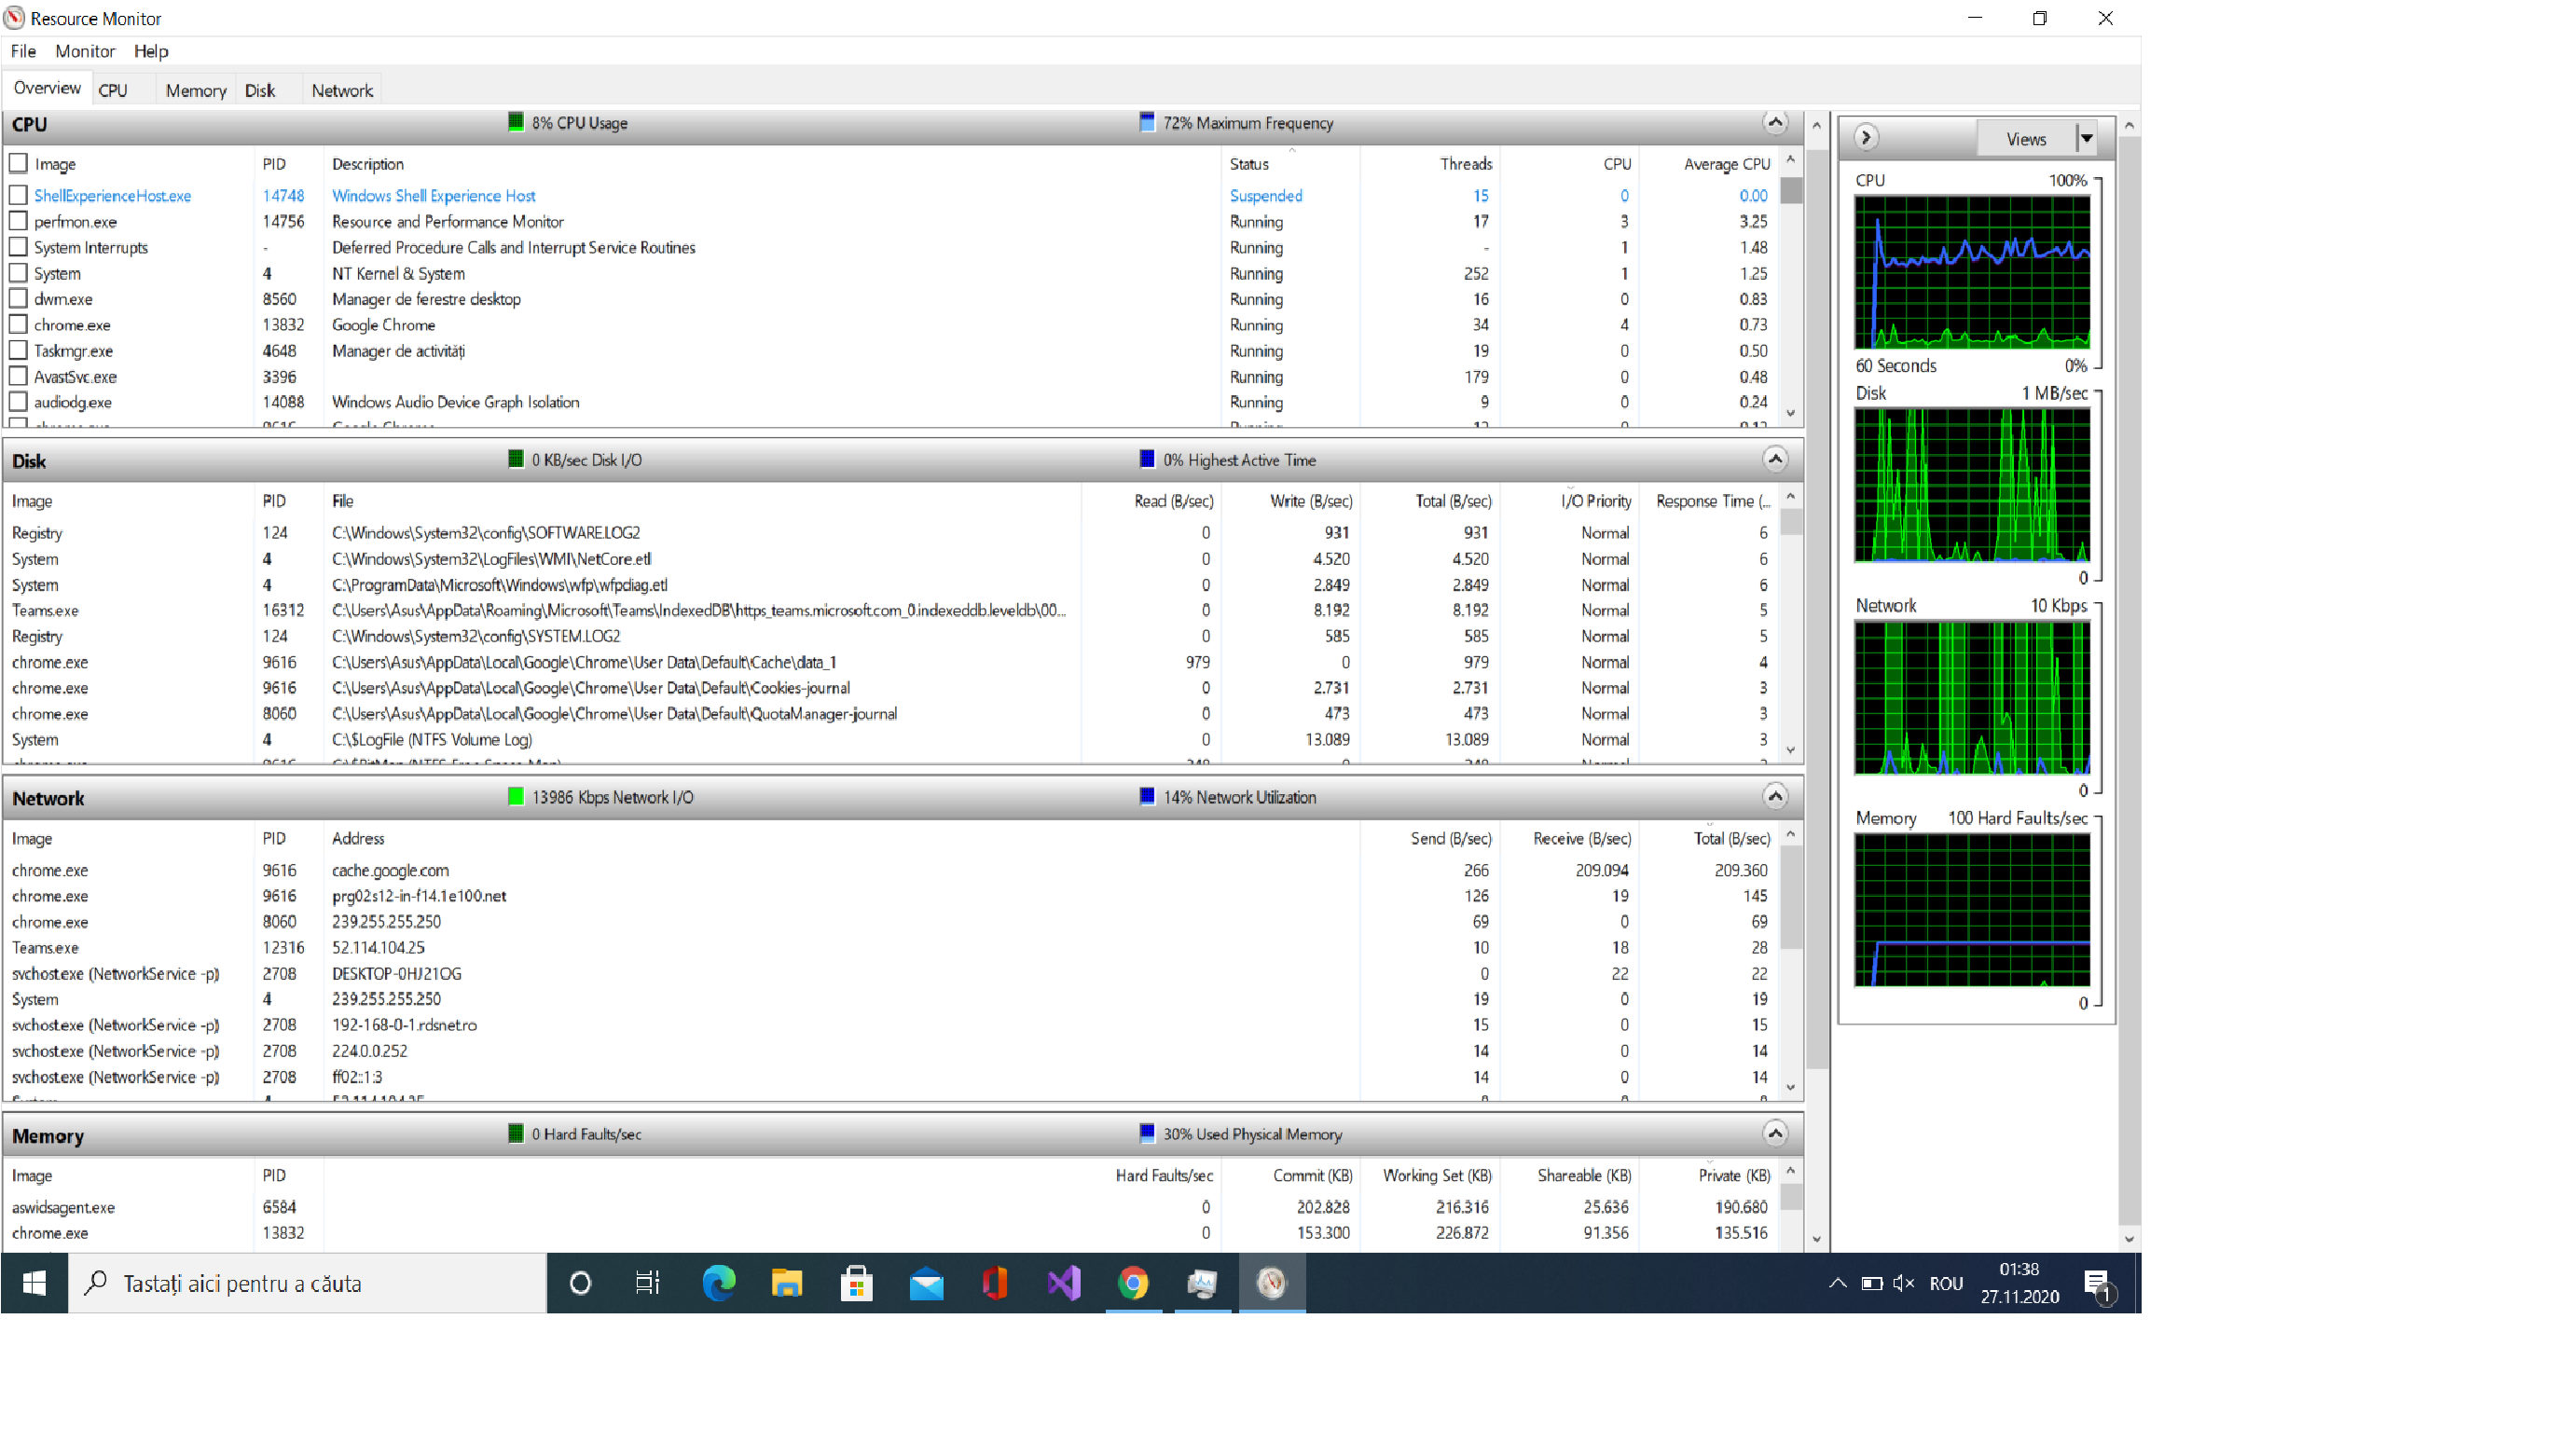 Resource Monitor
File Monitor Help
Overview CPU Memory Disk Network
CPU 8% CPU Usage 72% Maximum Frequency
Image PID Description Status Threads CPU Average CPU
ShellExperienceHost.exe 14748 Windows Shell Experience Host Suspended 15 0 0.00
perfmon.exe 14756 Resource and Performance Monitor Running 17 3 3.25
System Interrupts - Deferred Procedure Calls and Interrupt Service Routines Running - 1 1.48
System 4 NT Kernel & System Running 252 1 1.25
dwm.exe 8560 Manager de ferestre desktop Running 16 0 0.83
chrome.exe 13832 Google Chrome Running 34 4 0.73
Taskmgr.exe 4648 Manager de activități Running 19 0 0.50
AvastSvc.exe 3396 Running 179 0 0.48
audiodg.exe 14088 Windows Audio Device Graph Isolation Running 9 0 0.24
Disk 0 KB/sec Disk I/O 0% Highest Active Time
Image PID File Read (B/sec) Write (B/sec) Total (B/sec) I/O Priority Response Time (...
Registry 124 C:\Windows\System32\config\SOFTWARE.LOG2 0 931 931 Normal 6
System 4 C:\Windows\System32\LogFiles\WMI\NetCore.etl 0 4.520 4.520 Normal 6
System 4 C:\ProgramData\Microsoft\Windows\wfp\wfpdiag.etl 0 2.849 2.849 Normal 6
Teams.exe 16312 C:\Users\Asus\AppData\Roaming\Microsoft\Teams\IndexedDB\https_teams.microsoft.com_0.indexeddb.leveldb\00... 0 8.192 8.192 Normal 5
Registry 124 C:\Windows\System32\config\SYSTEM.LOG2 0 585 585 Normal 5
chrome.exe 9616 C:\Users\Asus\AppData\Local\Google\Chrome\User Data\Default\Cache\data_1 979 0 979 Normal 4
chrome.exe 9616 C:\Users\Asus\AppData\Local\Google\Chrome\User Data\Default\Cookies-journal 0 2.731 2.731 Normal 3
chrome.exe 8060 C:\Users\Asus\AppData\Local\Google\Chrome\User Data\Default\QuotaManager-journal 0 473 473 Normal 3
System 4 C:\$LogFile (NTFS Volume Log) 0 13.089 13.089 Normal 3
Network 13986 Kbps Network I/O 14% Network Utilization
Image PID Address Send (B/sec) Receive (B/sec) Total (B/sec)
chrome.exe 9616 cache.google.com 266 209.094 209.360
chrome.exe 9616 prg02s12-in-f14.1e100.net 126 19 145
chrome.exe 8060 239.255.255.250 69 0 69
Teams.exe 12316 52.114.104.25 10 18 28
svchost.exe (NetworkService -p) 2708 DESKTOP-0HJ21OG 0 22 22
System 4 239.255.255.250 19 0 19
svchost.exe (NetworkService -p) 2708 192-168-0-1.rdsnet.ro 15 0 15
svchost.exe (NetworkService -p) 2708 224.0.0.252 14 0 14
svchost.exe (NetworkService -p) 2708 ff02::1:3 14 0 14
Memory 0 Hard Faults/sec 30% Used Physical Memory
Image PID Hard Faults/sec Commit (KB) Working Set (KB) Shareable (KB) Private (KB)
aswidsagent.exe 6584 0 202.828 216.316 25.636 190.680
chrome.exe 13832 0 153.300 226.872 91.356 135.516
Views
CPU 100%
60 Seconds 0%
Disk 1 MB/sec
0
Network 10 Kbps
0
Memory 100 Hard Faults/sec
0
Tastați aici pentru a căuta
ROU
01:38
27.11.2020
1